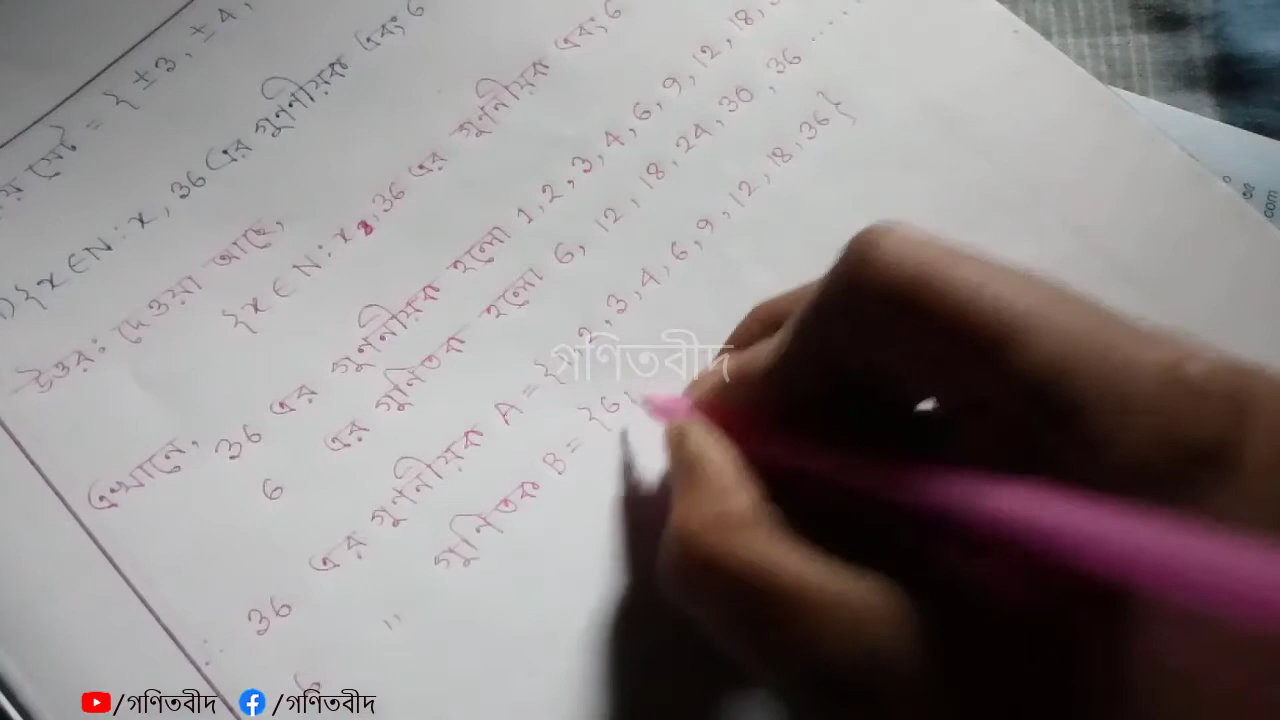 = { ±3, ±4,
{x ∈ N : x, 36 এর গুণনীয়ক এবং 6
উত্তর: দেওয়া আছে,
{x ∈ N : x, 36 এর গুণনীয়ক এবং 6
এখানে, 36 এর গুণনীয়ক হলো 1, 2, 3, 4, 6, 9, 12, 18,
6 এর গুণিতক হলো 6, 12, 18, 24, 30, 36 .....
∴ 36 এর গুণনীয়ক A = {1, 2, 3, 4, 6, 9, 12, 18, 36}
6 " গুণিতক B = {6,
গণিতবীদ
/গণিতবীদ /গণিতবীদ
com